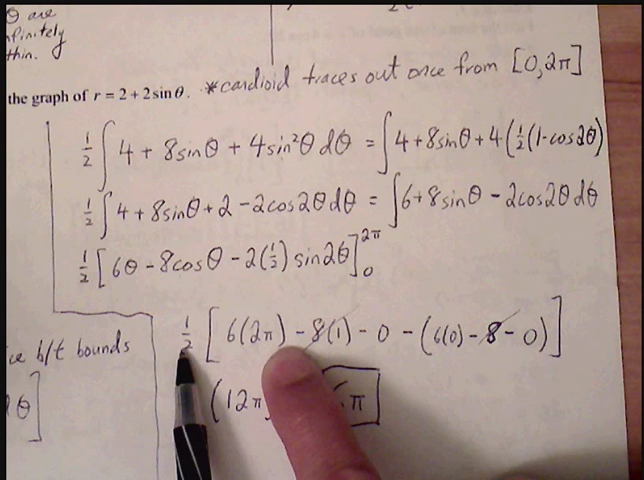 θ are
nfinitely
thin.
the graph of r = 2 + 2 sin θ. *cardioid traces out once from [0, 2π]
1/2 ∫ 4 + 8sinθ + 4sin²θ dθ = ∫ 4 + 8sinθ + 4(1/2(1-cos2θ)
1/2 ∫ 4 + 8sinθ + 2 - 2cos2θ dθ = ∫ 6 + 8sinθ - 2cos2θ dθ
1/2 [ 6θ - 8cosθ - 2(1/2) sin2θ ]₀^2π
1/2 [ 6(2π) - 8(1) - 0 - (6(0) - 8 - 0) ]
ce b/t bounds
θ]
(12π π